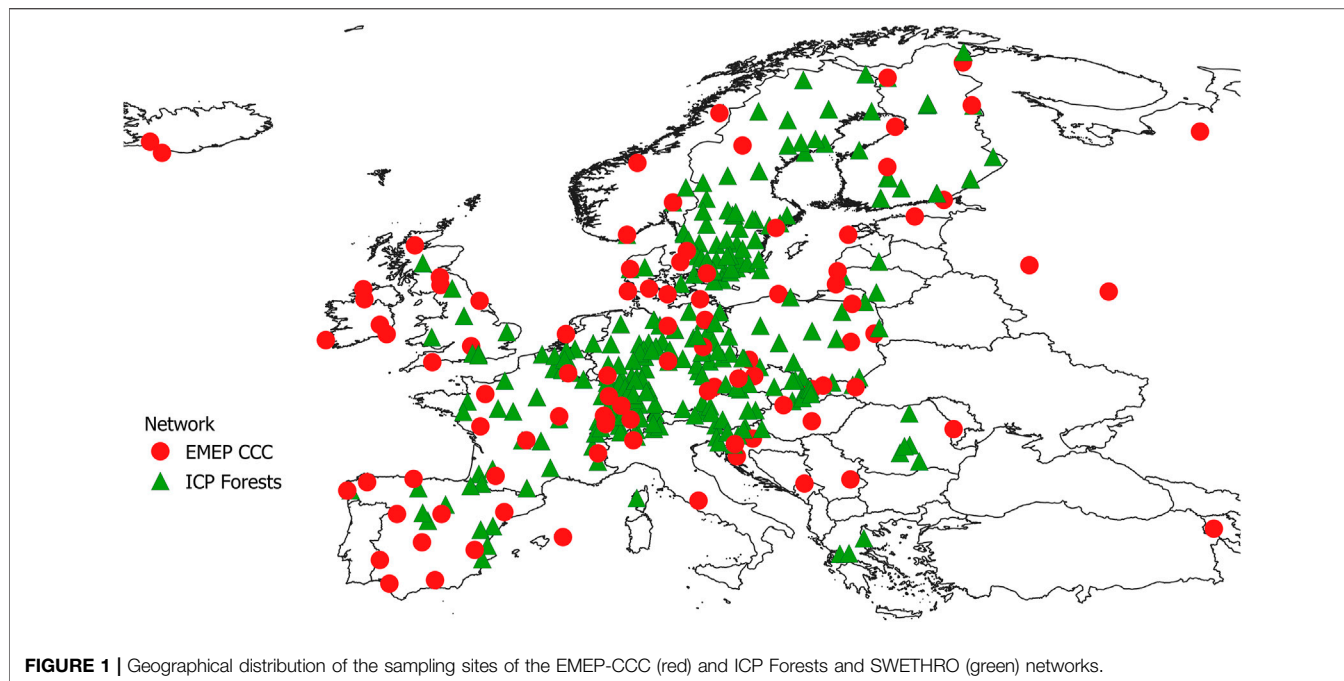 Network
EMEP CCC
ICP Forests
FIGURE 1 | Geographical distribution of the sampling sites of the EMEP-CCC (red) and ICP Forests and SWETHRO (green) networks.